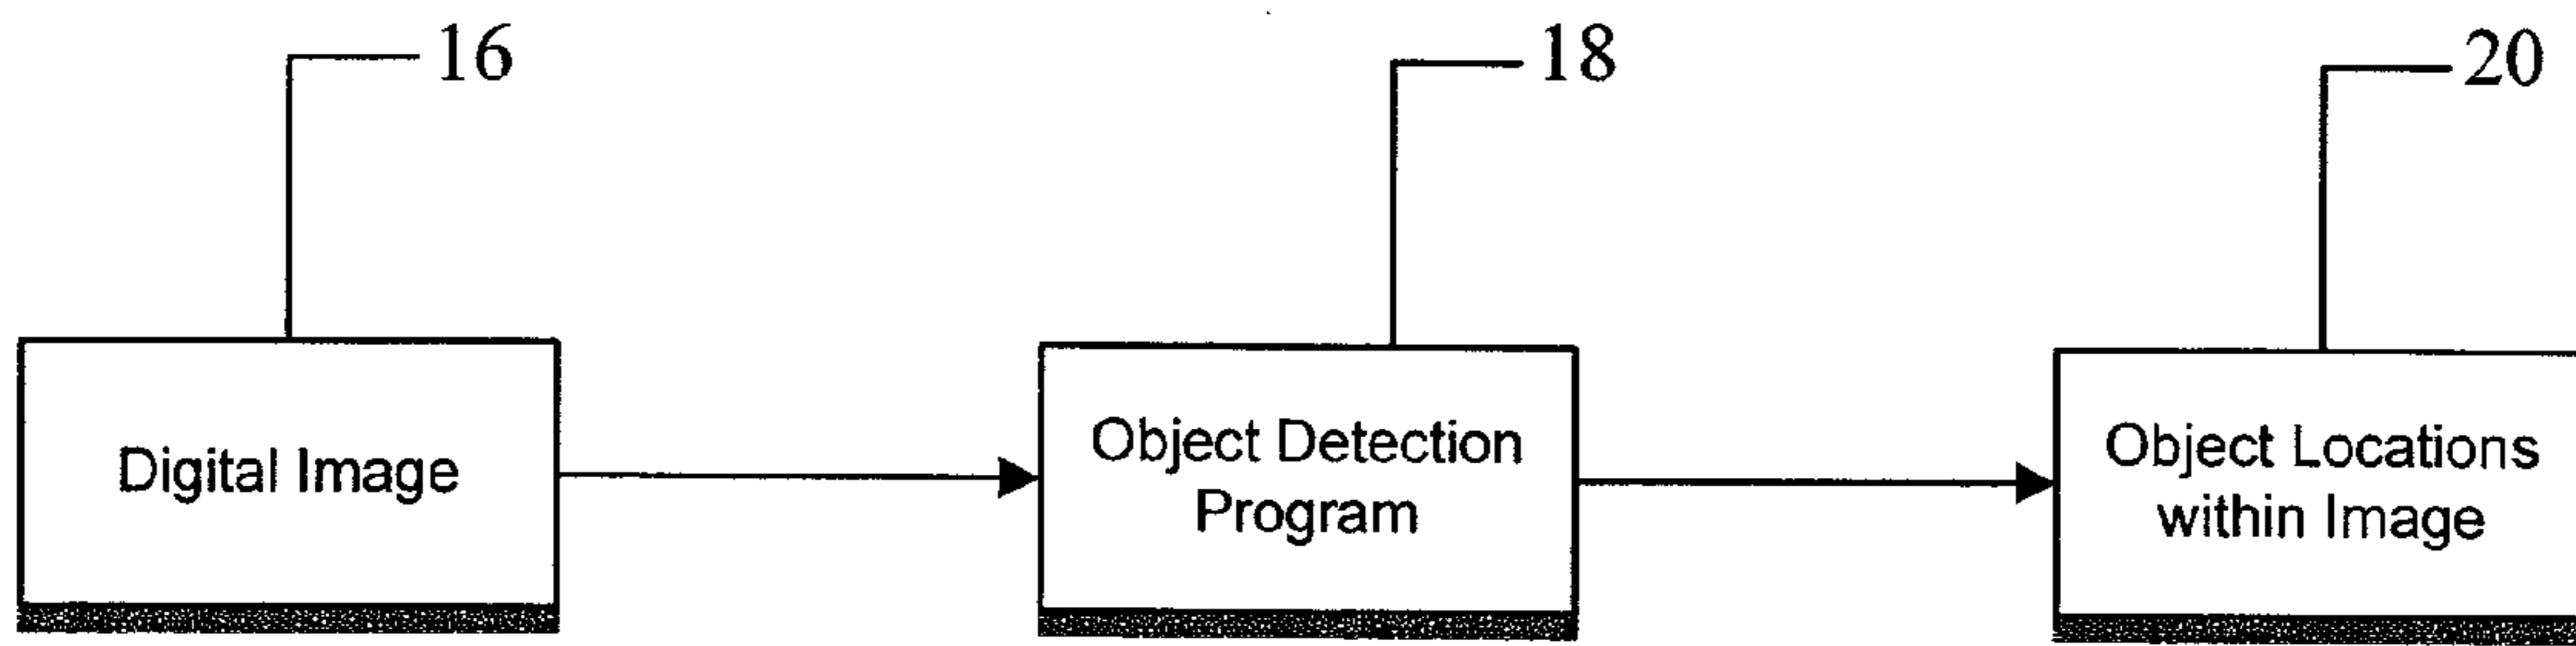 16
18
20
Digital Image
Object Detection
Program
Object Locations
within Image